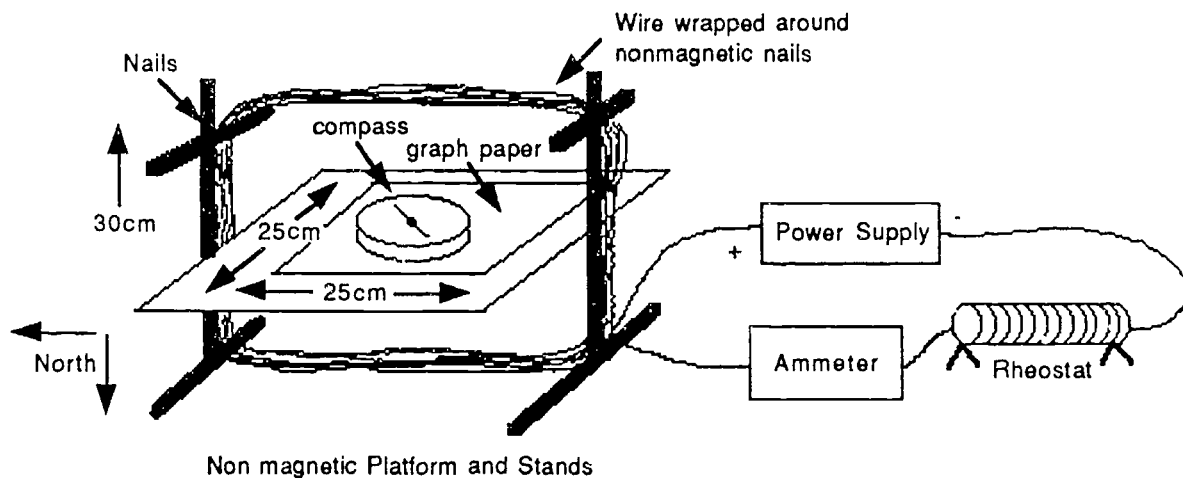 Wire wrapped around
nonmagnetic nails
Nails
compass
graph paper
30cm
25cm
25cm
Power Supply
-
+
North
Ammeter
Rheostat
Non magnetic Platform and Stands